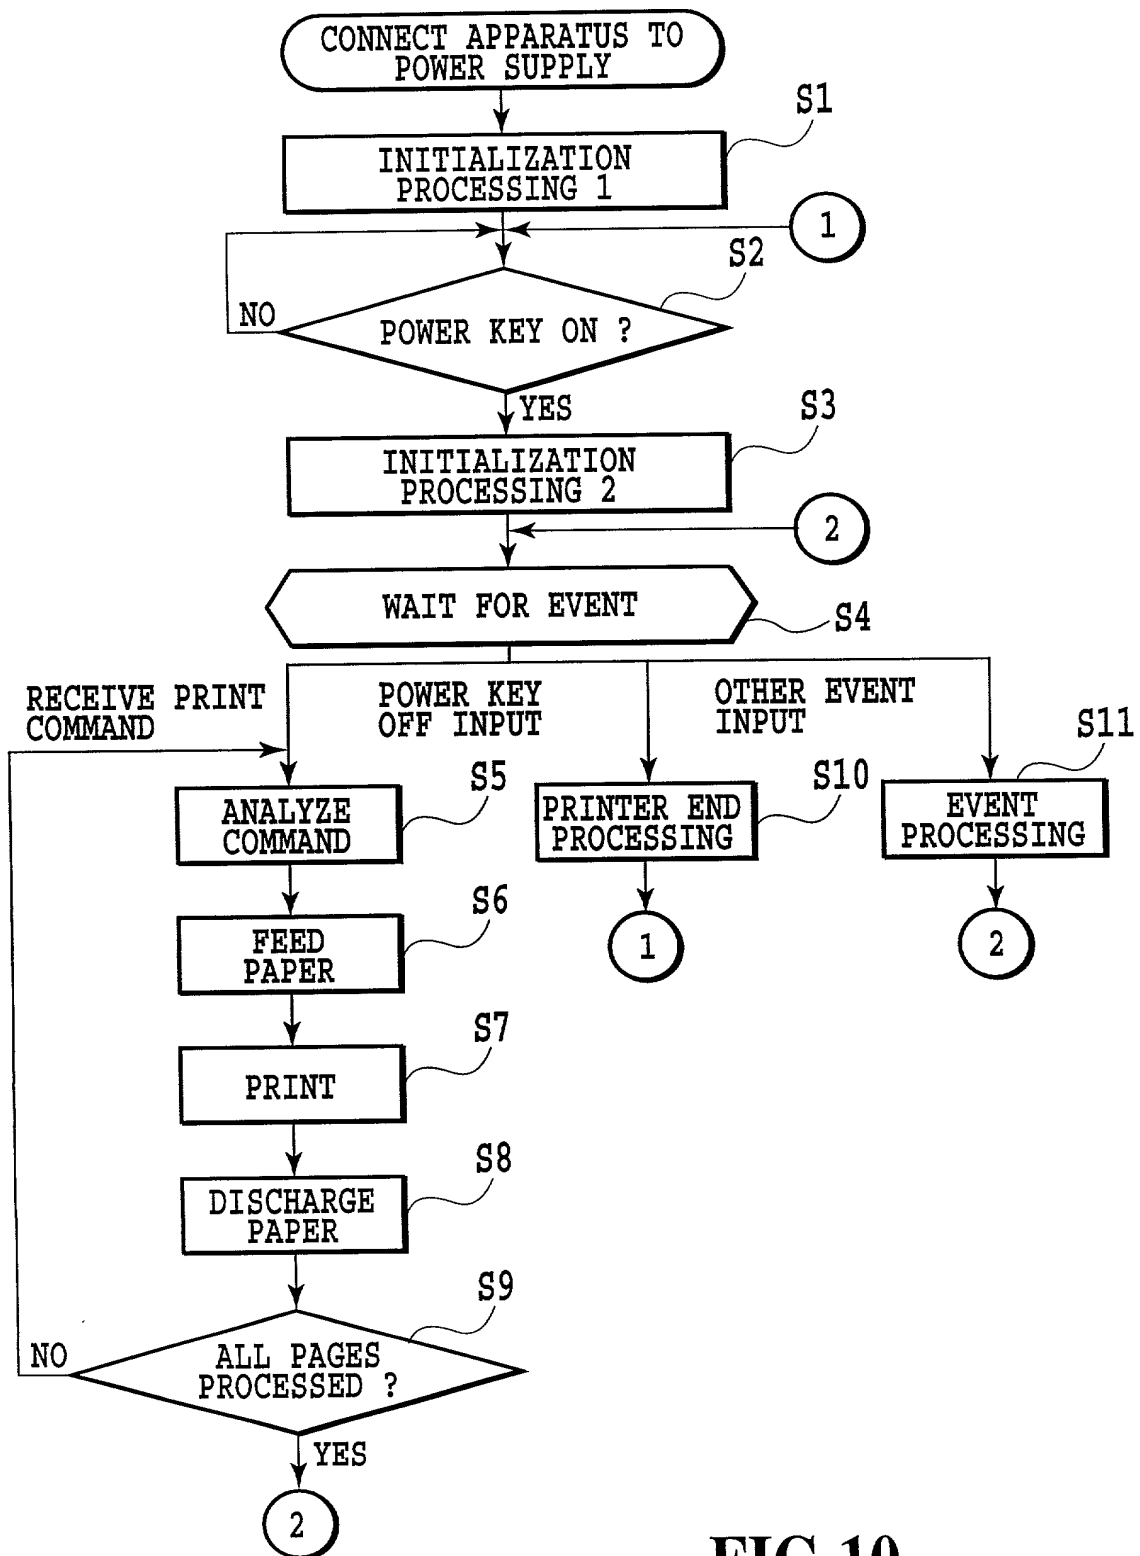 CONNECT APPARATUS TO
POWER SUPPLY
S1
INITIALIZATION
PROCESSING 1
1
S2
NO
POWER KEY ON ?
YES
S3
INITIALIZATION
PROCESSING 2
2
WAIT FOR EVENT
S4
RECEIVE PRINT
COMMAND
POWER KEY
OFF INPUT
OTHER EVENT
INPUT
S11
S5
S10
ANALYZE
COMMAND
PRINTER END
PROCESSING
EVENT
PROCESSING
S6
FEED
PAPER
1
2
S7
PRINT
S8
DISCHARGE
PAPER
S9
NO
ALL PAGES
PROCESSED ?
YES
2
FIG.10